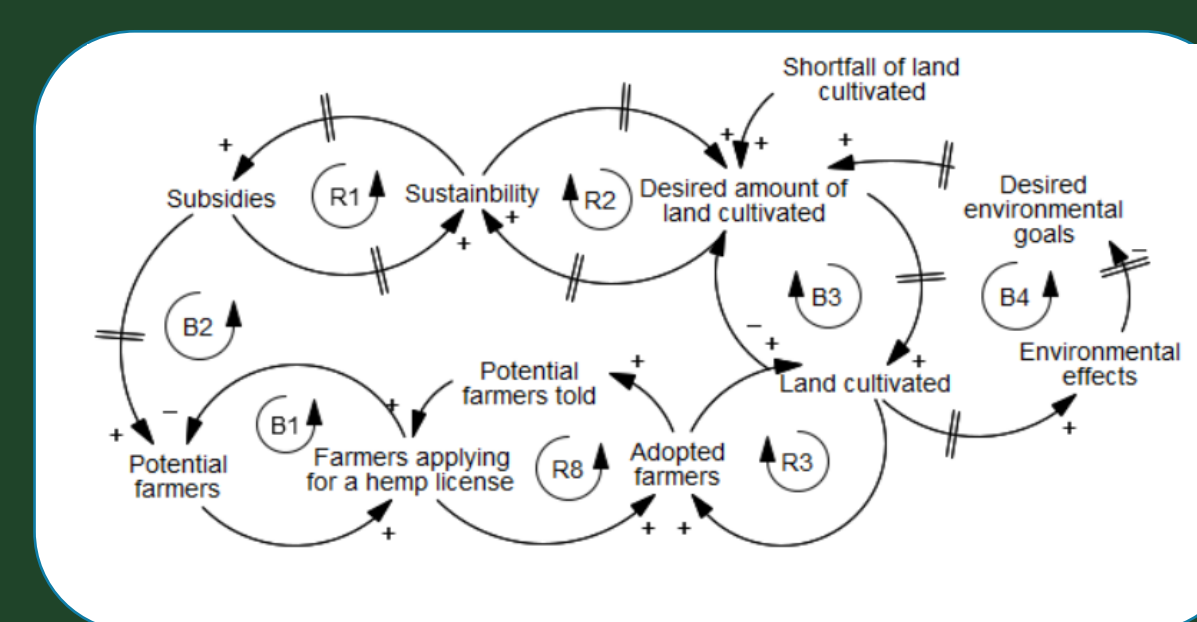 Shortfall of land
cultivated
+
+
+
+
Subsidies
R1
Sustainbility
R2
Desired amount of
land cultivated
Desired
environmental
goals
+
+
−
B2
B3
B4
−
+
+
Environmental
effects
Potential
farmers told
+
Land cultivated
−
+
B1
+
+
Potential
farmers
Farmers applying
for a hemp license
R8
Adopted
farmers
R3
+
+
+